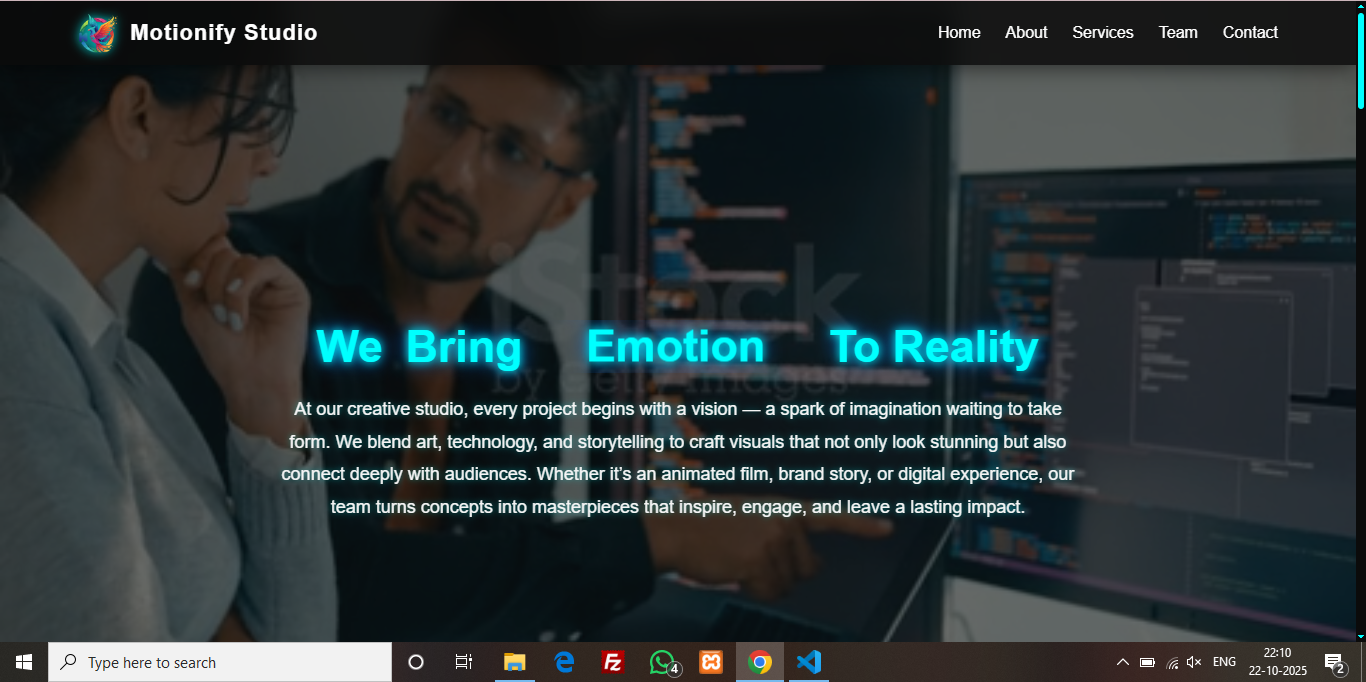 Motionify Studio
Home About Services Team Contact
iStock
by Getty Images
We Bring Emotion To Reality
At our creative studio, every project begins with a vision — a spark of imagination waiting to take
form. We blend art, technology, and storytelling to craft visuals that not only look stunning but also
connect deeply with audiences. Whether it's an animated film, brand story, or digital experience, our
team turns concepts into masterpieces that inspire, engage, and leave a lasting impact.
Type here to search
4
ENG
22:10
22-10-2025
2